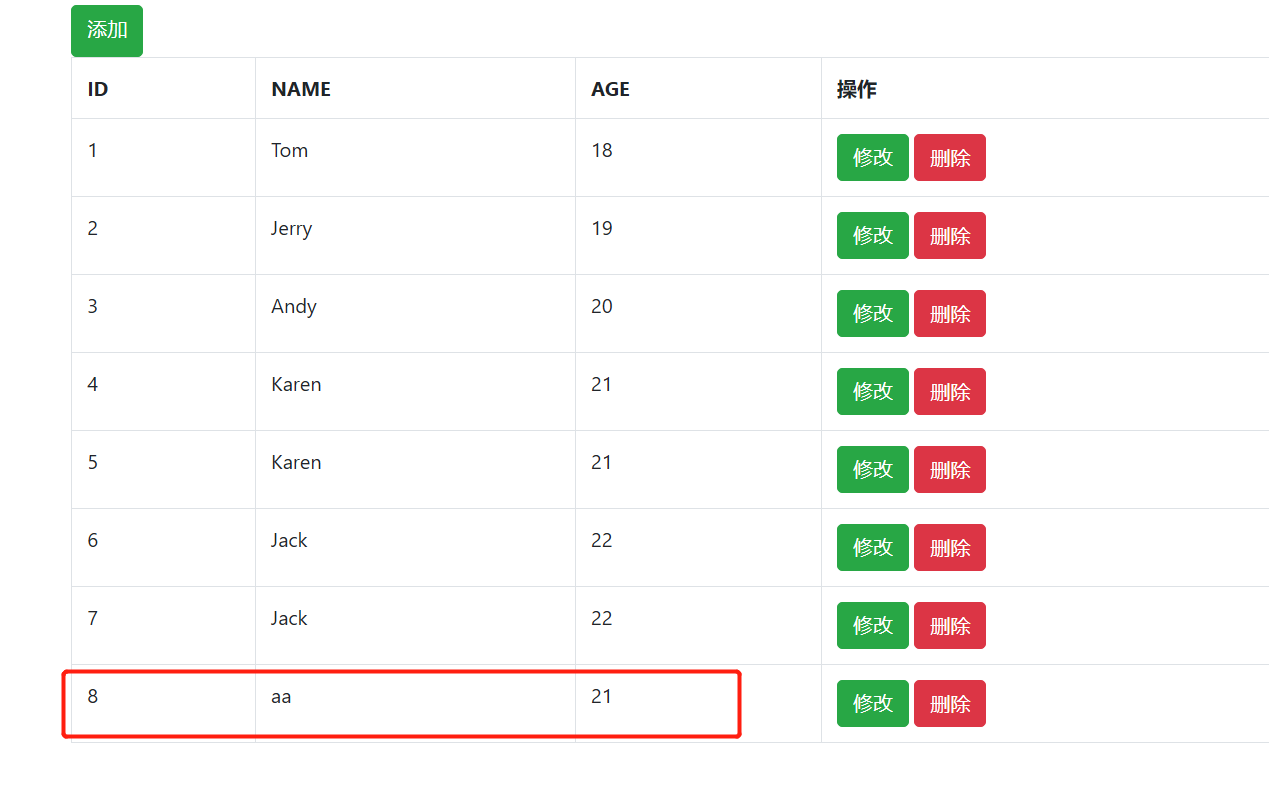 添加
ID NAME AGE 操作
1 Tom 18 修改 删除
2 Jerry 19 修改 删除
3 Andy 20 修改 删除
4 Karen 21 修改 删除
5 Karen 21 修改 删除
6 Jack 22 修改 删除
7 Jack 22 修改 删除
8 aa 21 修改 删除